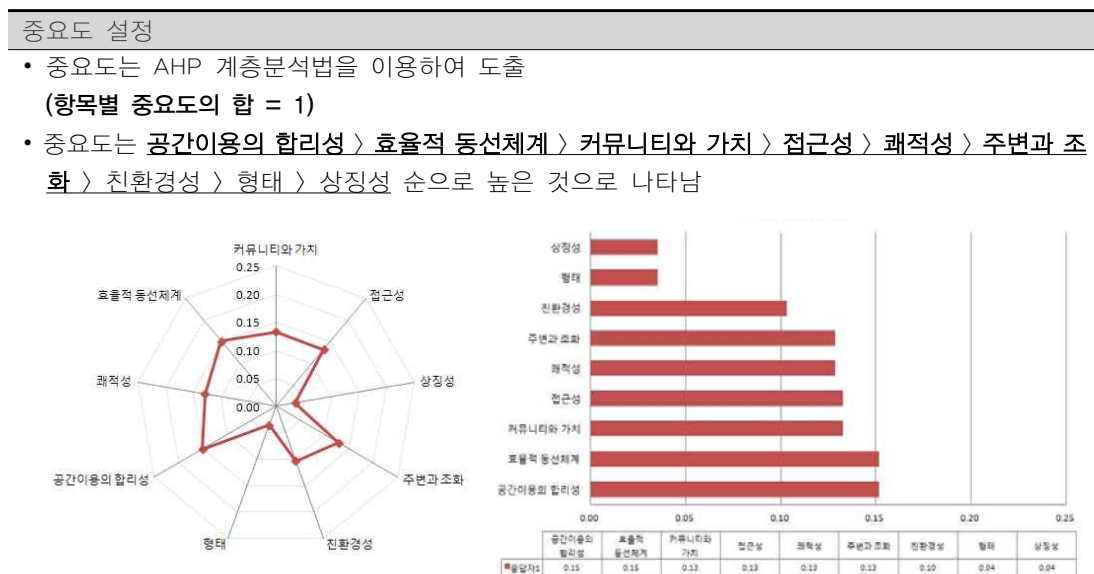 중요도 설정
• 중요도는 AHP 계층분석법을 이용하여 도출
(항목별 중요도의 합 = 1)
• 중요도는 공간이용의 합리성 〉 효율적 동선체계 〉 커뮤니티와 가치 〉 접근성 〉 쾌적성 〉 주변과 조
화 〉 친환경성 〉 형태 〉 상징성 순으로 높은 것으로 나타남
커뮤니티와 가치
0.25
0.20
0.15
0.10
0.05
0.00
접근성
상징성
주변과 조화
친환경성
형태
공간이용의 합리성
쾌적성
효율적 동선체계
상징성
형태
친환경성
주변과 조화
쾌적성
접근성
커뮤니티와 가치
효율적 동선체계
공간이용의 합리성
0.00 0.05 0.10 0.15 0.20 0.25
공간이용의 합리성 효율적 동선체계 커뮤니티와 가치 접근성 쾌적성 주변과 조화 친환경성 형태 상징성
응답자s 0.15 0.15 0.13 0.13 0.13 0.13 0.10 0.04 0.04